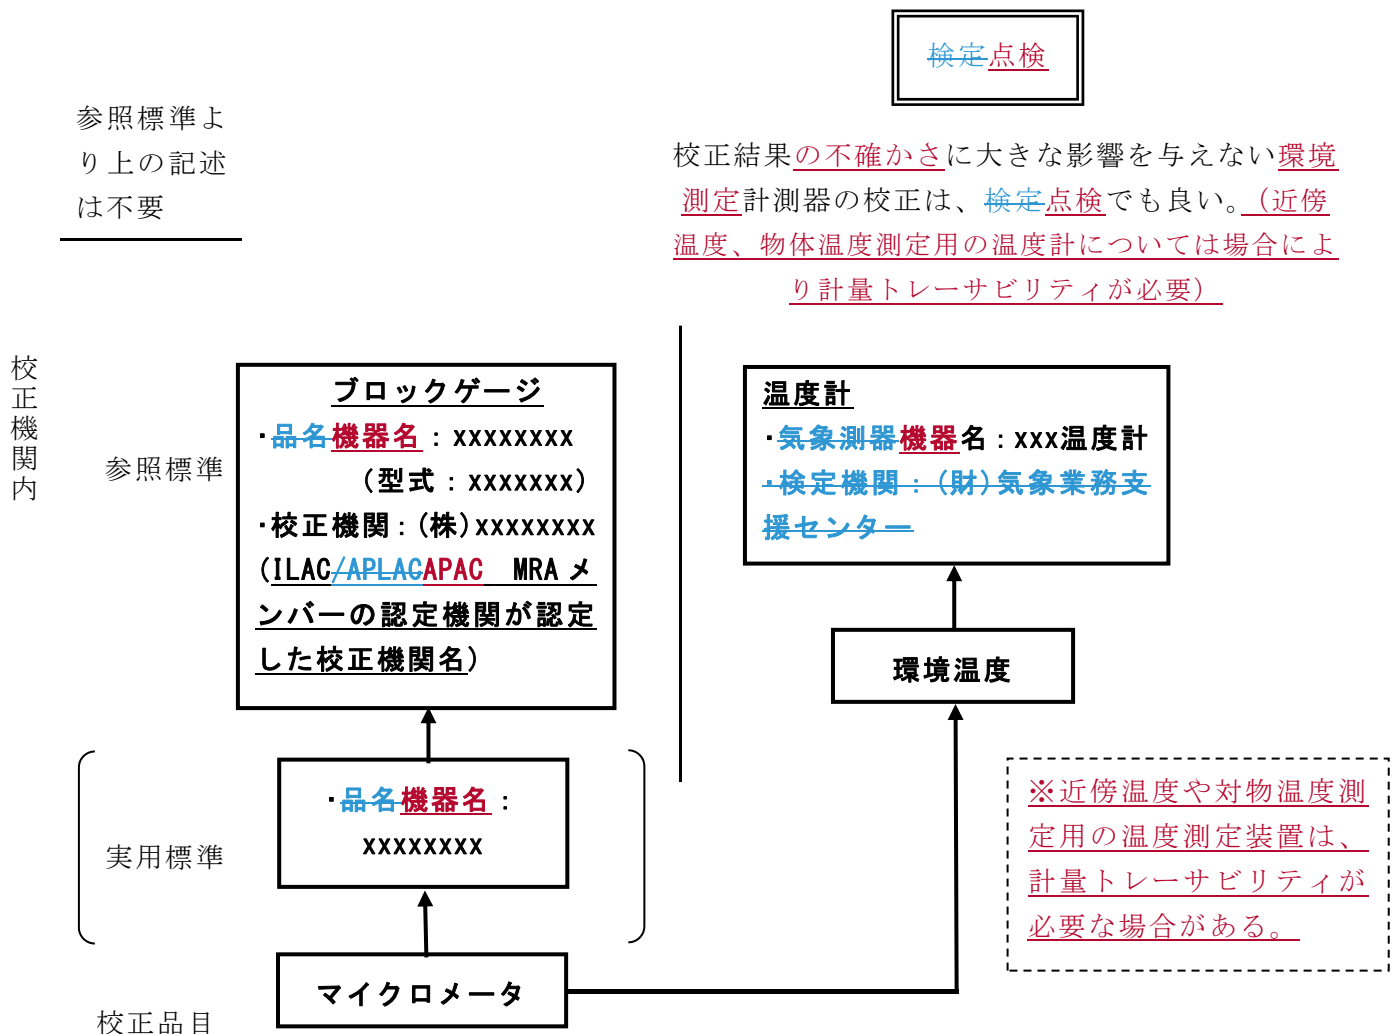 検定点検
参照標準よ
り上の記述
は不要
校正結果の不確かさに大きな影響を与えない環境
測定計測器の校正は、検定点検でも良い。（近傍
温度、物体温度測定用の温度計については場合によ
り計量トレーサビリティが必要）
校正機関内
参照標準
ブロックゲージ
・品名機器名：xxxxxxxx
（型式：xxxxxxx）
・校正機関：(株)xxxxxxxx
(ILAC/APLACAPAC　MRAメ
ンバーの認定機関が認定
した校正機関名)
温度計
・気象測器機器名：xxx温度計
・検定機関：(財)気象業務支
援センター
環境温度
実用標準
・品名機器名：
xxxxxxxx
※近傍温度や対物温度測
定用の温度測定装置は、
計量トレーサビリティが
必要な場合がある。
マイクロメータ
校正品目